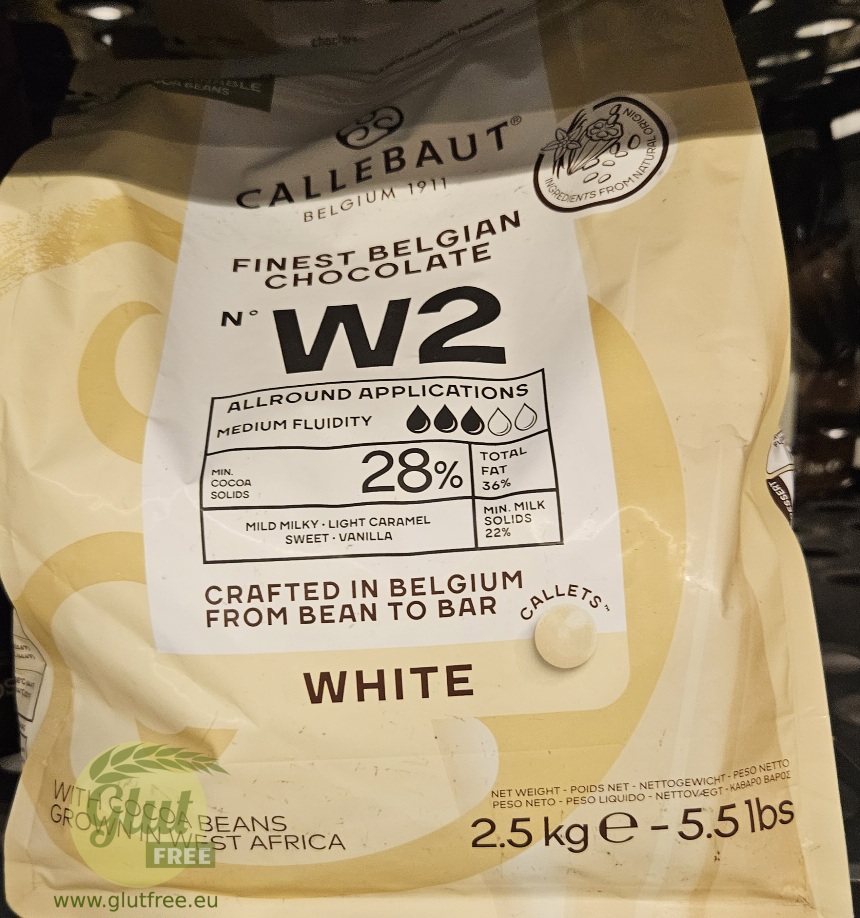 CALLEBAUT®
BELGIUM 1911
INGREDIENTS FROM NATURAL ORIGIN
FINEST BELGIAN
CHOCOLATE
N° W2
ALLROUND APPLICATIONS
MEDIUM FLUIDITY
MIN.
COCOA
SOLIDS
28%
TOTAL
FAT
36%
MILD MILKY · LIGHT CARAMEL
SWEET · VANILLA
MIN. MILK
SOLIDS
22%
CRAFTED IN BELGIUM
FROM BEAN TO BAR
CALLETS™
WHITE
WITH COCOA BEANS
GROWN IN WEST AFRICA
NET WEIGHT - POIDS NET - NETTOGEWICHT - PESO NETTO
PESO NETO - PESO LIQUIDO - NETTOVÆGT - ΚΑΘΑΡΟ ΒΑΡΟΣ
2.5 kg e - 5.5 lbs
Glut
FREE
www.glutfree.eu